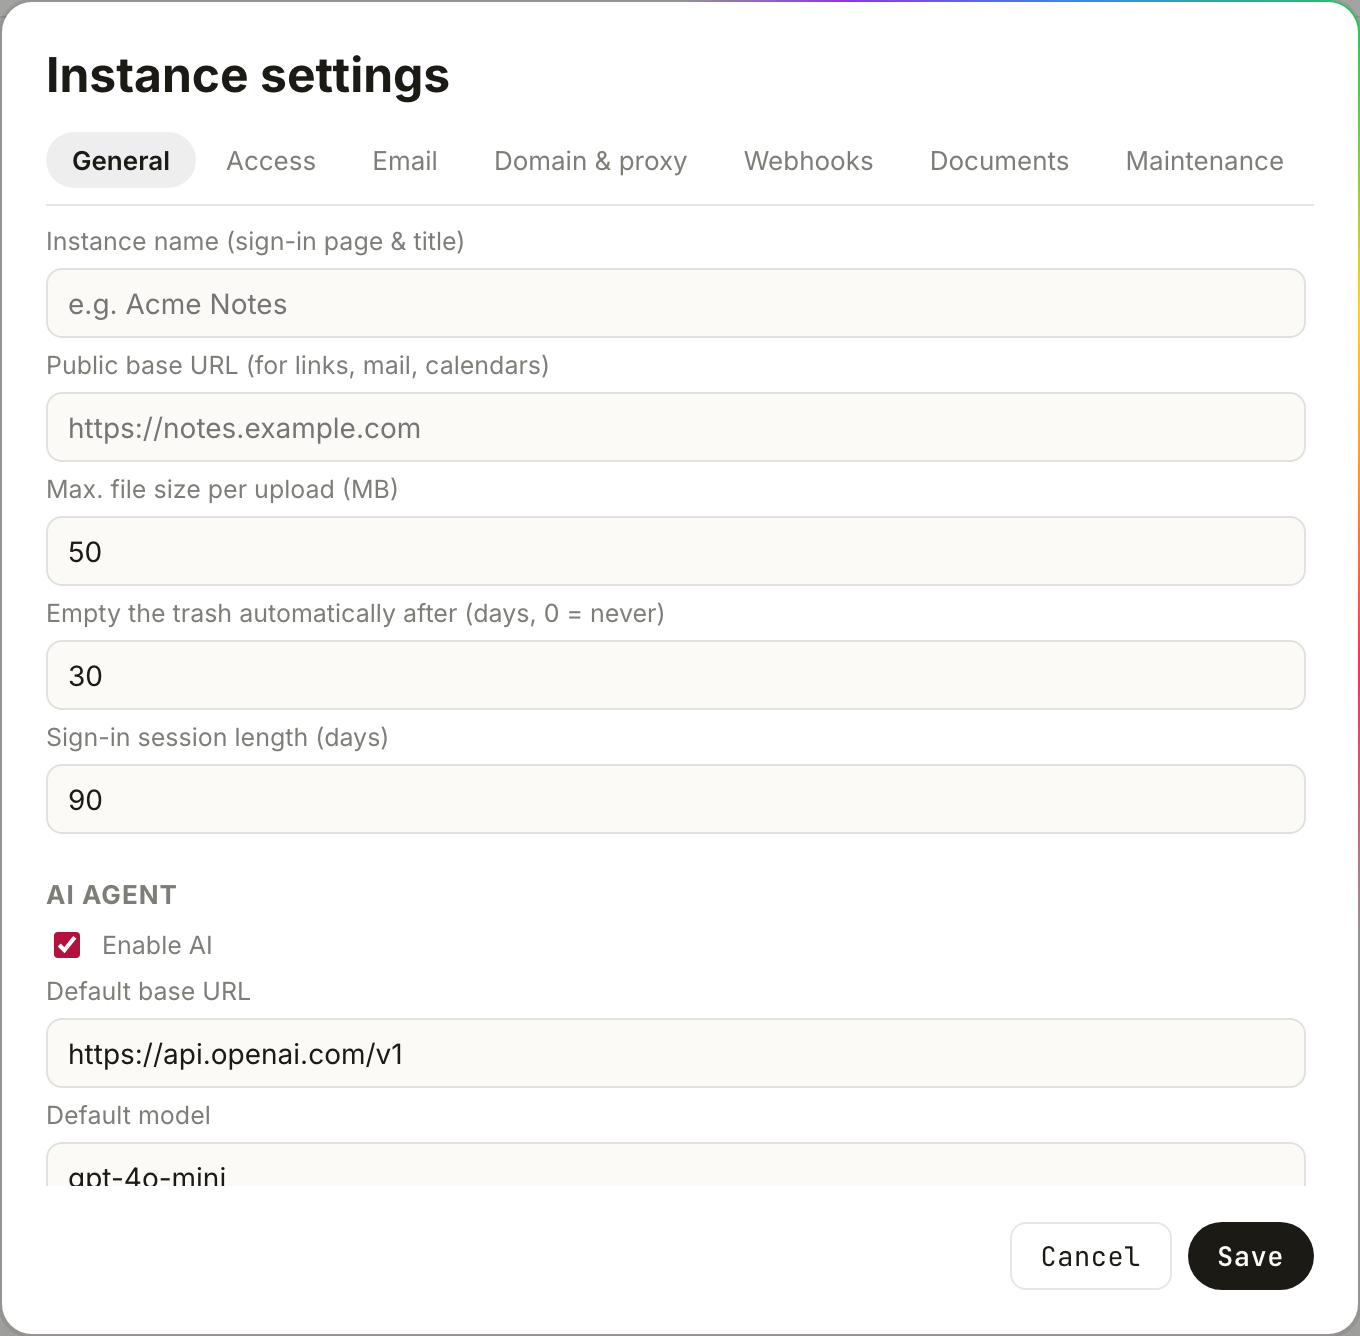 Instance settings
General Access Email Domain & proxy Webhooks Documents Maintenance
Instance name (sign-in page & title)
e.g. Acme Notes
Public base URL (for links, mail, calendars)
https://notes.example.com
Max. file size per upload (MB)
50
Empty the trash automatically after (days, 0 = never)
30
Sign-in session length (days)
90
AI AGENT
Enable AI
Default base URL
https://api.openai.com/v1
Default model
gpt-4o-mini
Cancel Save